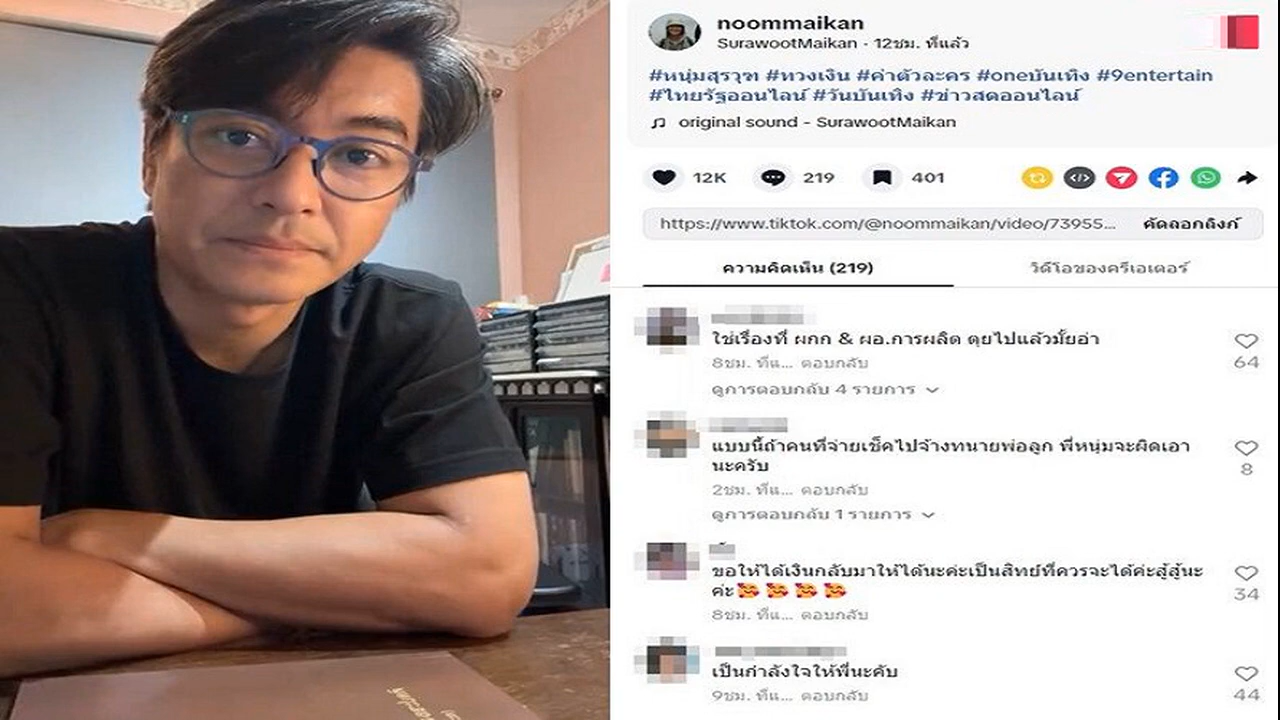 noommaikan
SurawootMaikan · 12ชม. ที่แล้ว
#หนุ่มสุรวุฑ #ทวงเงิน #ค่าตัวละคร #oneบันเทิง #9entertain
#ไทยรัฐออนไลน์ #วันบันเทิง #ข่าวสดออนไลน์
original sound - SurawootMaikan
12K 219 401
https://www.tiktok.com/@noommaikan/video/73955... คัดลอกลิงก์
ความคิดเห็น (219) วิดีโอของครีเอเตอร์
ใช่เรื่องที่ ผกก & ผอ.การผลิต ตุยไปแล้วมั้ยอ่า
8ชม. ที่แ... ตอบกลับ
64
ดูการตอบกลับ 4 รายการ
แบบนี้ถ้าคนที่จ่ายเช็คไปจ้างทนายพ่อลูก พี่หนุ่มจะผิดเอา
นะครับ
8
2ชม. ที่แ... ตอบกลับ
ดูการตอบกลับ 1 รายการ
ขอให้ได้เงินกลับมาให้ได้นะค่ะเป็นสิทย์ที่ควรจะได้ค่ะสู้สู้นะ
ค่ะ🥰🥰🥰🥰
34
8ชม. ที่แ... ตอบกลับ
เป็นกำลังใจให้พี่นะคับ
9ชม. ที่แ... ตอบกลับ
44